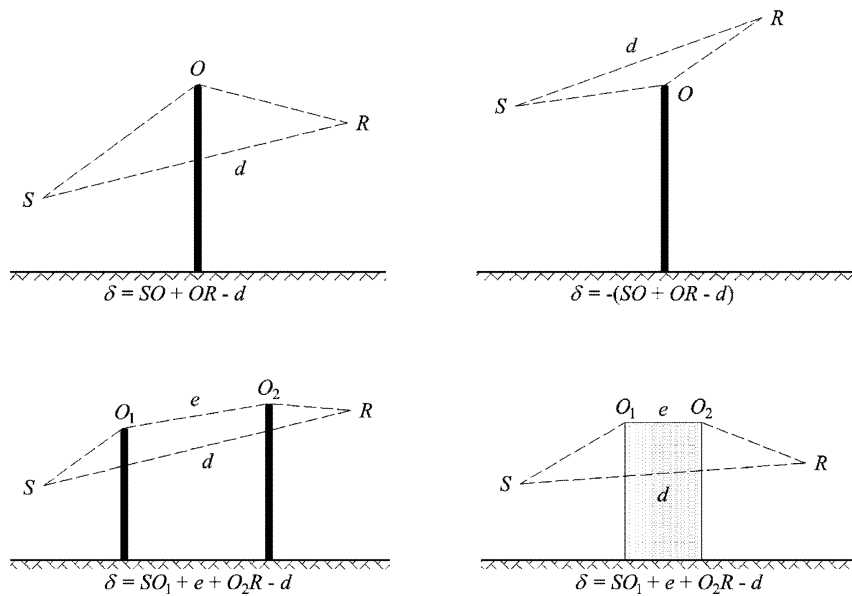 O
S
R
d
δ = SO + OR - d
R
d
S
O
δ = -(SO + OR - d)
O₁
e
O₂
R
S
d
δ = SO₁ + e + O₂R - d
O₁
e
O₂
S
R
d
δ = SO₁ + e + O₂R - d